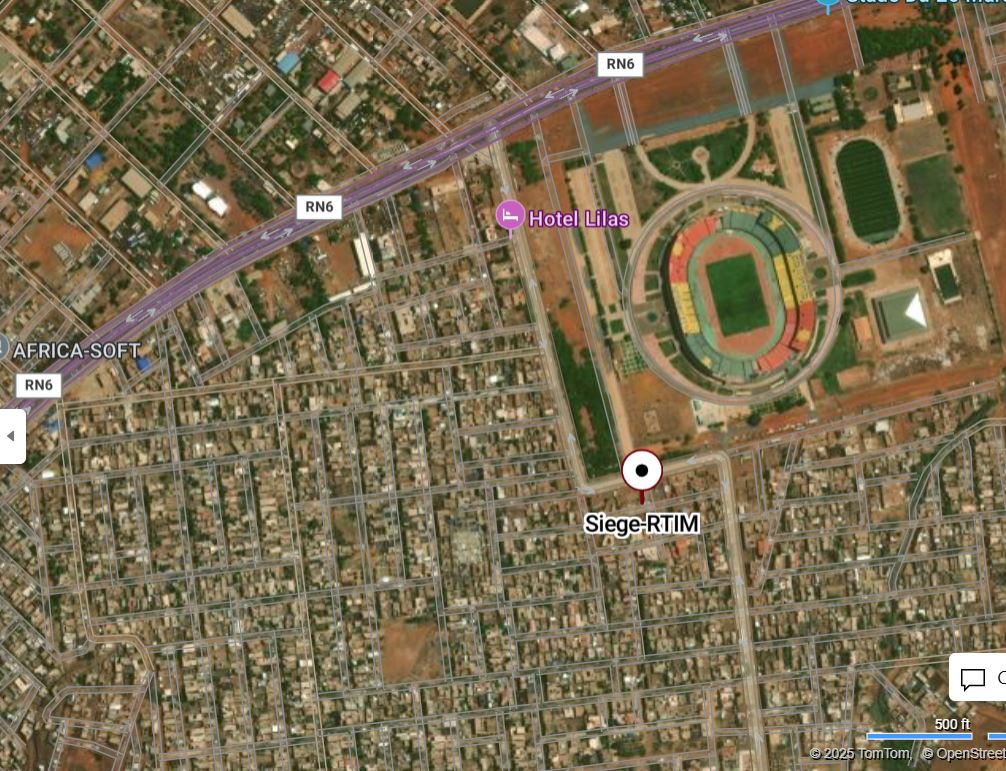 RN6
Hotel Lilas
RN6
AFRICA-SOFT
RN6
Siege-RTIM
500 ft
© 2025 TomTom, © OpenStreet